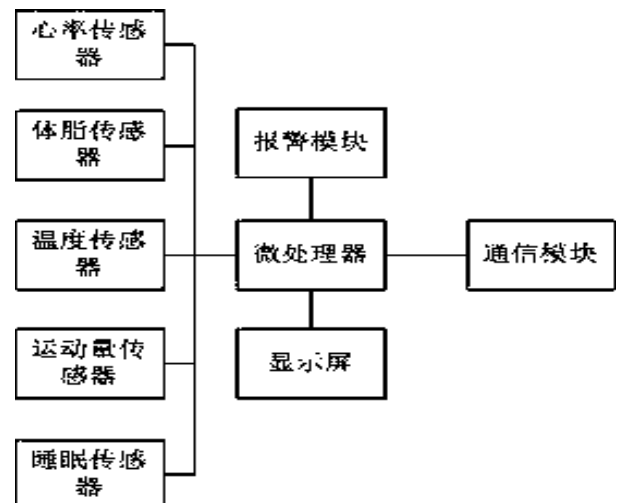 心率传感
器
体脂传感
器
报警模块
温度传感
器
微处理器
通信模块
运动量传
感器
显示屏
睡眠传感
器